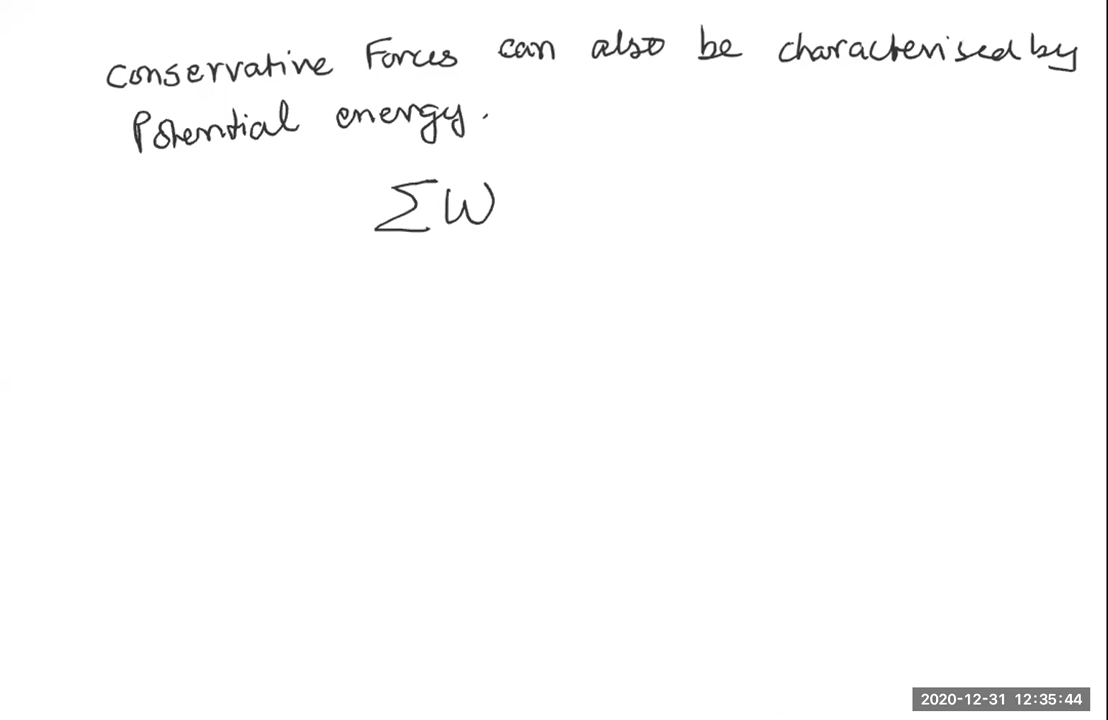 conservative Forces can also be characterised by
Potential energy.
ΣW
2020-12-31 12:35:44